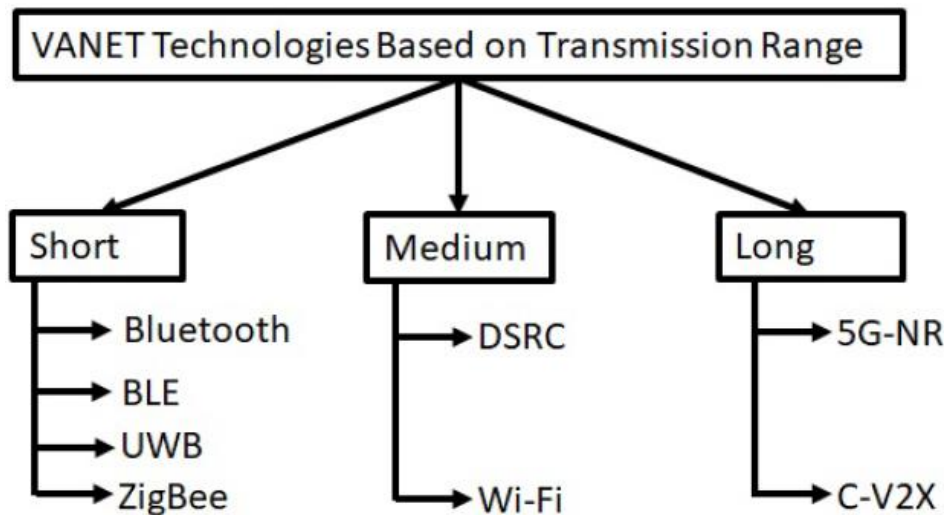 VANET Technologies Based on Transmission Range
Short
Medium
Long
Bluetooth
BLE
UWB
ZigBee
DSRC
Wi-Fi
5G-NR
C-V2X